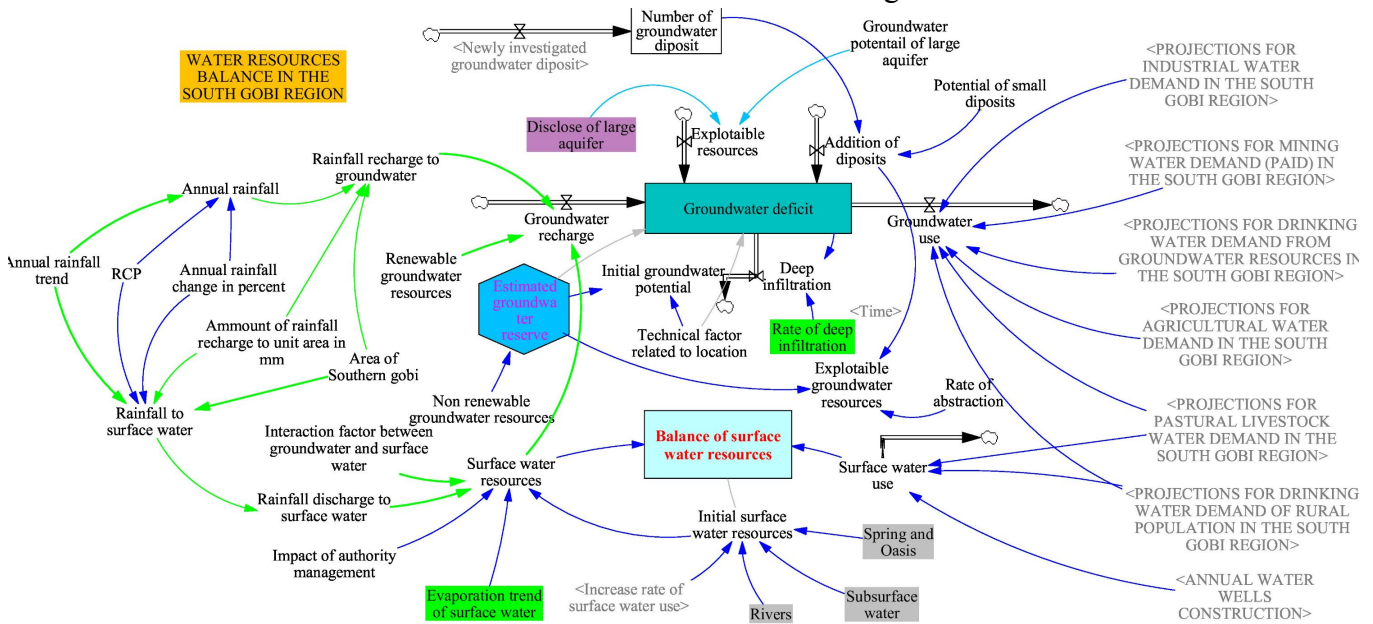 Number of
groundwater
diposit
<Newly investigated
groundwater diposit>
Groundwater
potentail of large
aquifer
<PROJECTIONS FOR
INDUSTRIAL WATER
DEMAND IN THE SOUTH
GOBI REGION>
WATER RESOURCES
BALANCE IN THE
SOUTH GOBI REGION
Potential of small
diposits
Disclose of large
aquifer
Explotaible
resources
Addition of
diposits
<PROJECTIONS FOR MINING
WATER DEMAND (PAID) IN
THE SOUTH GOBI REGION>
Rainfall recharge to
groundwater
Annual rainfall
Groundwater deficit
Groundwater
recharge
Groundwater
use
<PROJECTIONS FOR DRINKING
WATER DEMAND FROM
GROUNDWATER RESOURCES IN
THE SOUTH GOBI REGION>
Annual rainfall
trend
RCP
Annual rainfall
change in percent
Renewable
groundwater
resources
Estimated
groundwa
ter
reserve
Initial groundwater
potential
Deep
infiltration
<Time>
Ammount of rainfall
recharge to unit area in
mm
Area of
Southern gobi
Technical factor
related to location
Rate of deep
infiltration
<PROJECTIONS FOR
AGRICULTURAL WATER
DEMAND IN THE SOUTH
GOBI REGION>
Explotaible
groundwater
resources
Rate of
abstraction
Rainfall to
surface water
Non renewable
groundwater resources
Interaction factor between
groundwater and surface
water
Balance of surface
water resources
<PROJECTIONS FOR
PASTURAL LIVESTOCK
WATER DEMAND IN THE
SOUTH GOBI REGION>
Surface water
resources
Surface water
use
Rainfall discharge to
surface water
Initial surface
water resources
Spring and
Oasis
<PROJECTIONS FOR DRINKING
WATER DEMAND OF RURAL
POPULATION IN THE SOUTH
GOBI REGION>
Impact of authority
management
Evaporation trend
of surface water
<Increase rate of
surface water use>
Rivers
Subsurface
water
<ANNUAL WATER
WELLS
CONSTRUCTION>